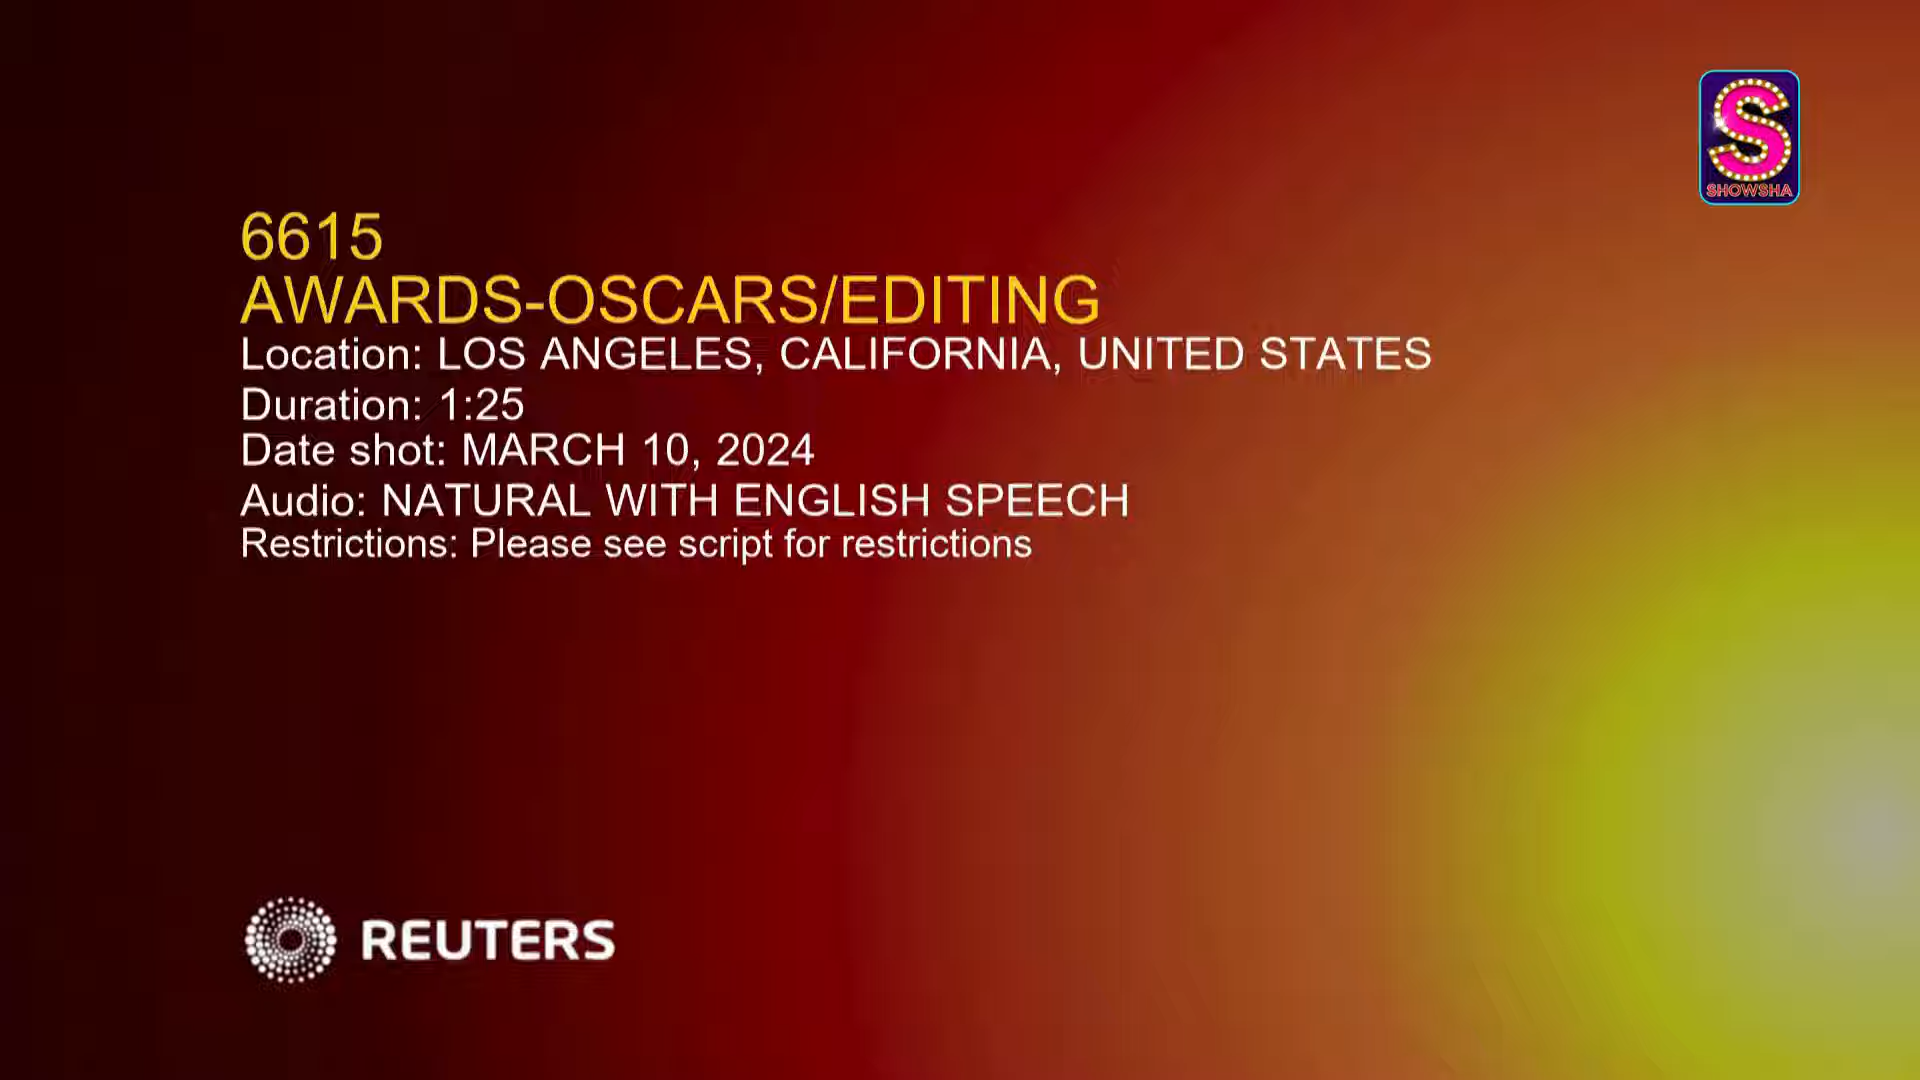 S
SHOWSHA
6615
AWARDS-OSCARS/EDITING
Location: LOS ANGELES, CALIFORNIA, UNITED STATES
Duration: 1:25
Date shot: MARCH 10, 2024
Audio: NATURAL WITH ENGLISH SPEECH
Restrictions: Please see script for restrictions
REUTERS